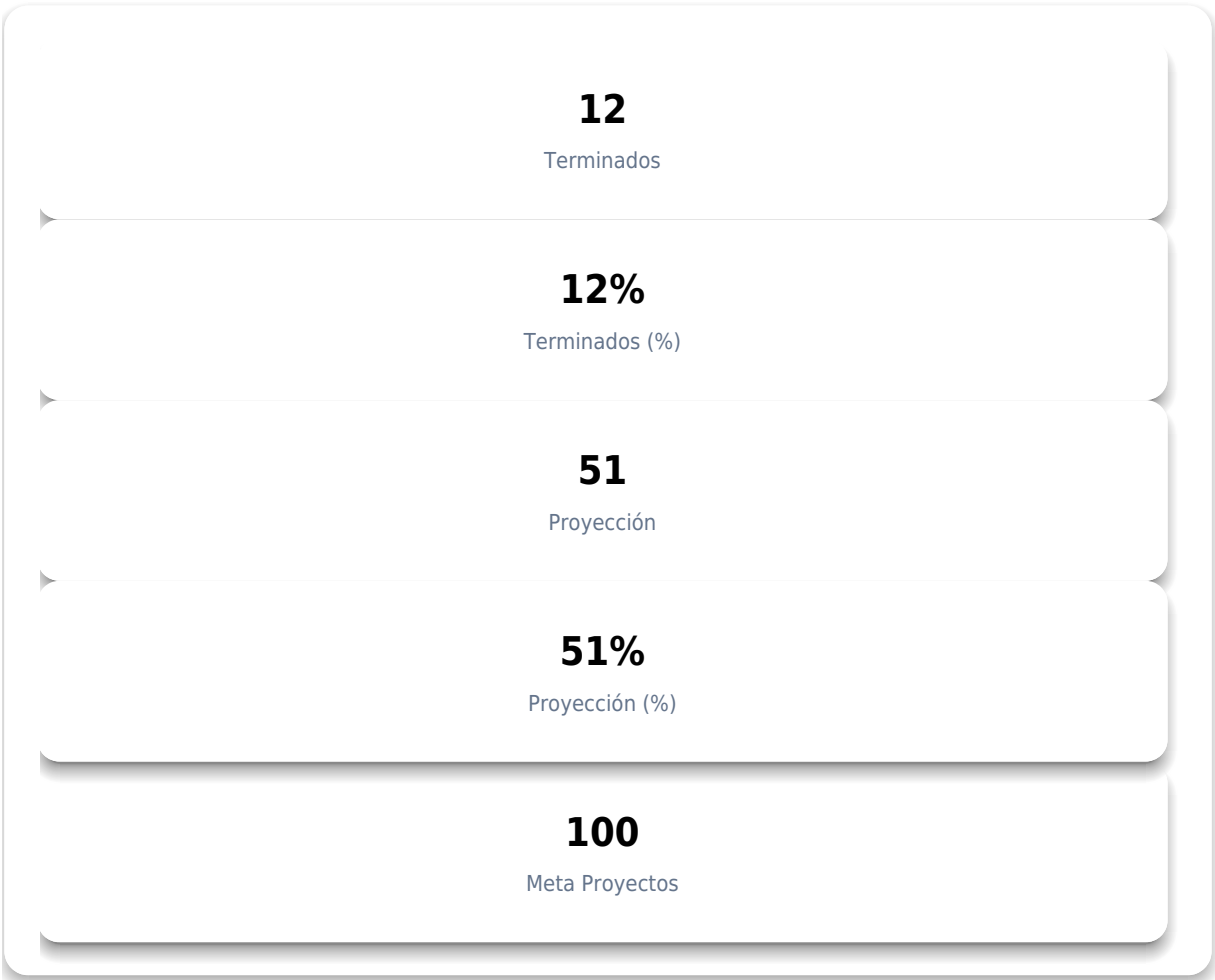 12
Terminados
12%
Terminados (%)
51
Proyección
51%
Proyección (%)
100
Meta Proyectos